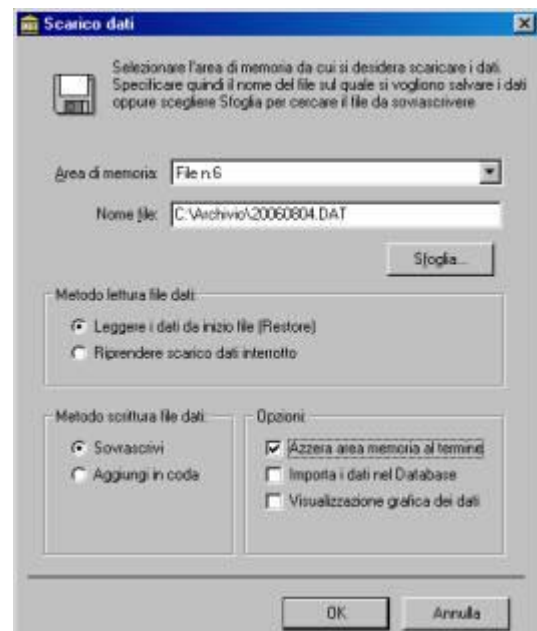 Scarico dati
Selezionare l'area di memoria da cui si desidera scaricare i dati.
Specificare quindi il nome del file sul quale si vogliono salvare i dati
oppure scegliere Sfoglia per cercare il file da sovrascrivere
Area di memoria: File n.6
Nome file: C:\Archivio\20060804.DAT
Sfoglia...
Metodo lettura file dati:
Leggere i dati da inizio file (Restore)
Riprendere scarico dati interrotto
Metodo scrittura file dati: Opzioni:
Sovrascrivi Azzera area memoria al termine
Aggiungi in coda Importa i dati nel Database
Visualizzazione grafica dei dati
OK Annulla